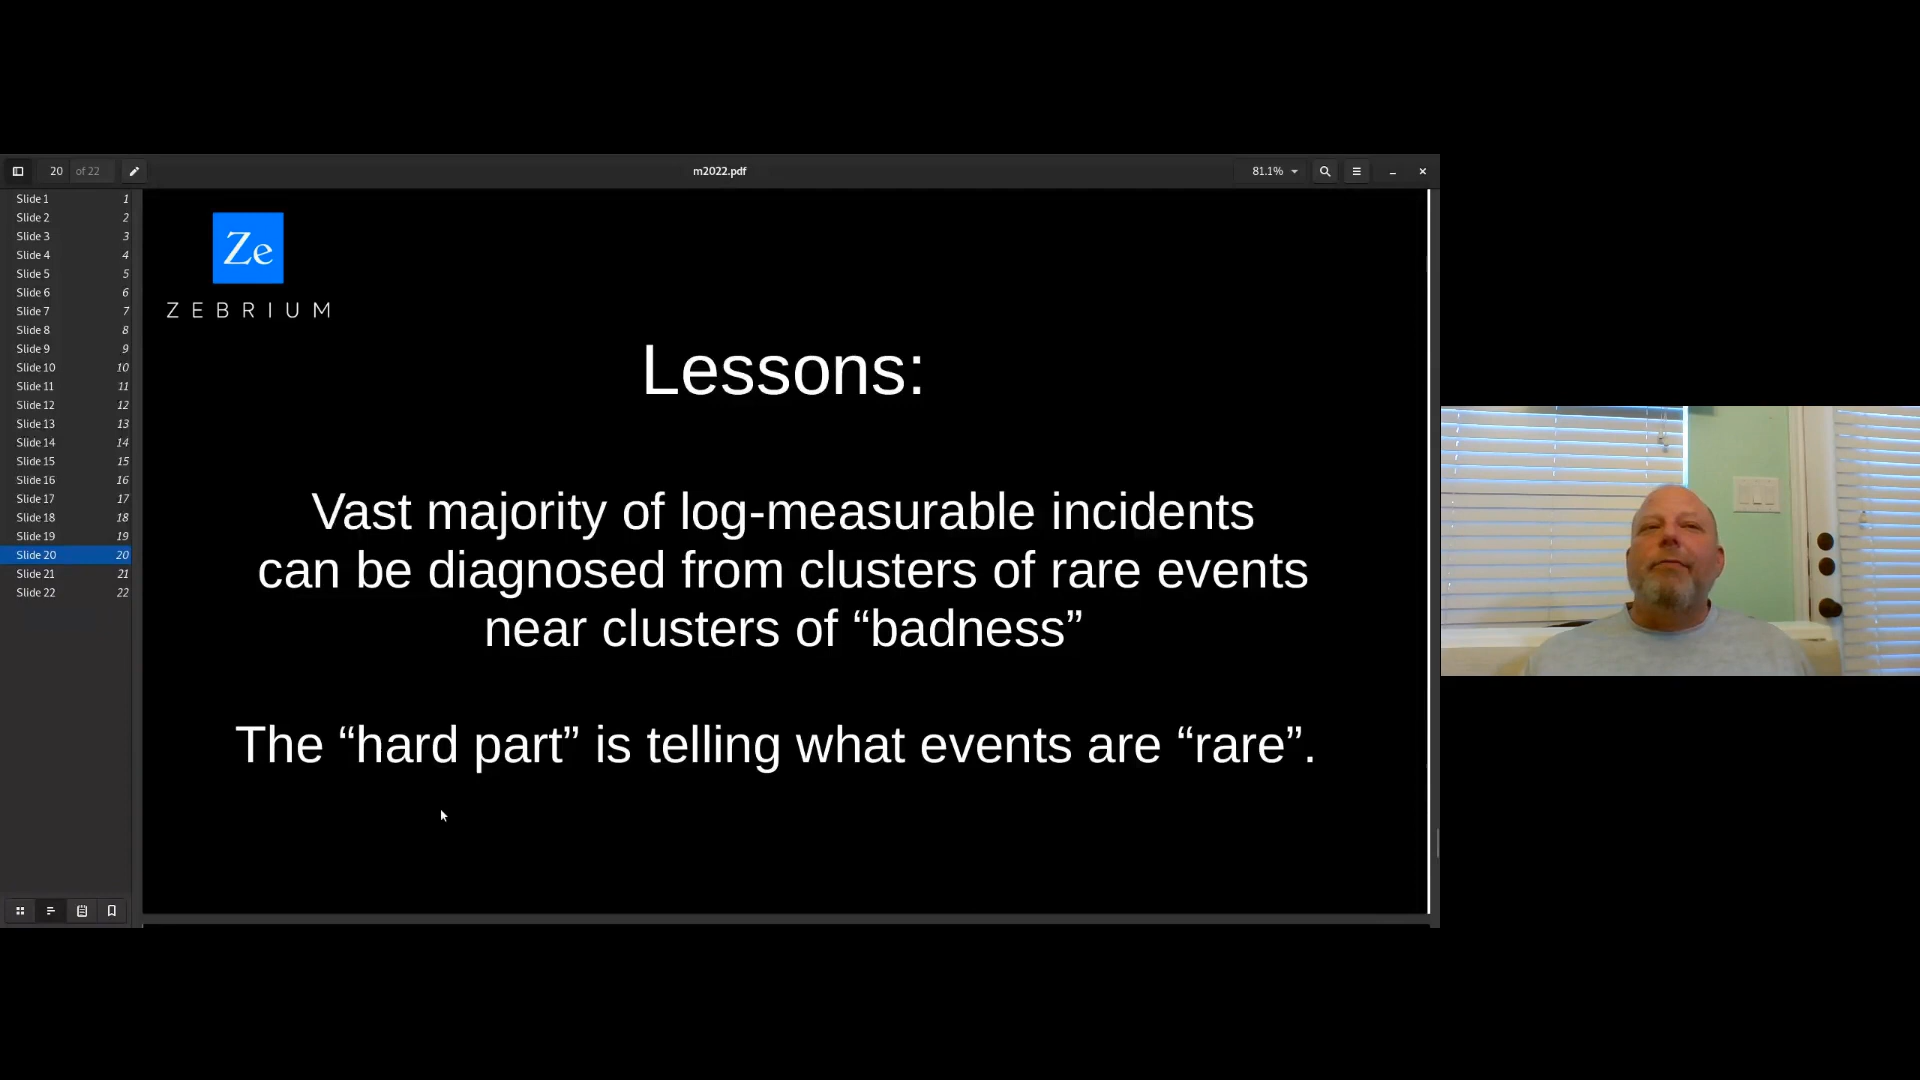 20 of 22
m2022.pdf
81.1%
Slide 1 1
Slide 2 2
Slide 3 3
Slide 4 4
Slide 5 5
Slide 6 6
Slide 7 7
Slide 8 8
Slide 9 9
Slide 10 10
Slide 11 11
Slide 12 12
Slide 13 13
Slide 14 14
Slide 15 15
Slide 16 16
Slide 17 17
Slide 18 18
Slide 19 19
Slide 20 20
Slide 21 21
Slide 22 22
Ze
ZEBRIUM
Lessons:
Vast majority of log-measurable incidents
can be diagnosed from clusters of rare events
near clusters of “badness”
The “hard part” is telling what events are “rare”.